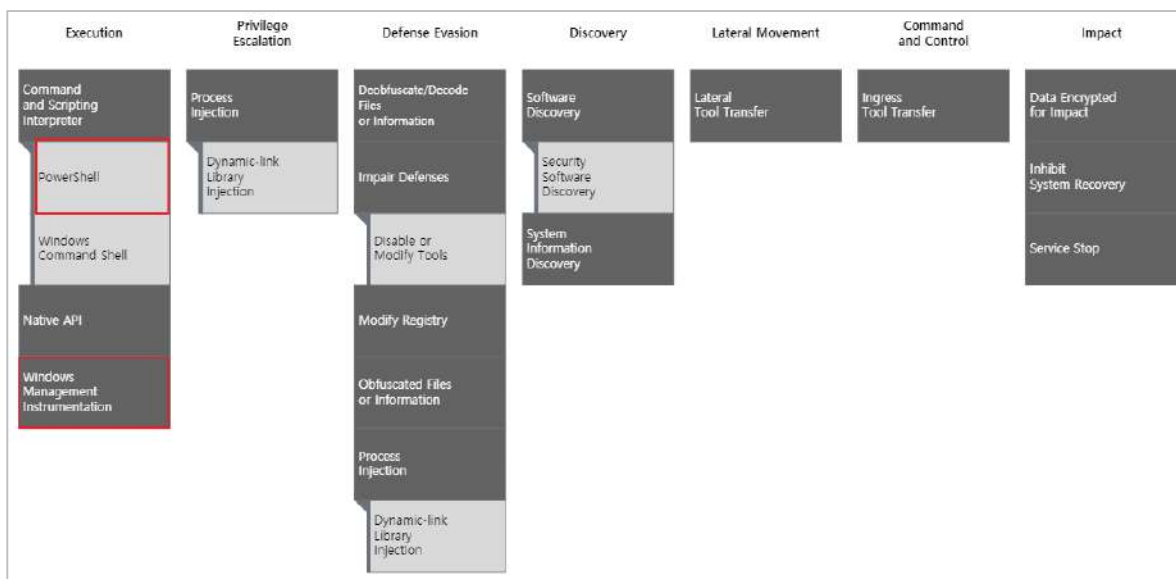 Execution
Privilege
Escalation
Defense Evasion
Discovery
Lateral Movement
Command
and Control
Impact
Command
and Scripting
Interpreter
PowerShell
Windows
Command Shell
Native API
Windows
Management
Instrumentation
Process
Injection
Dynamic-link
Library
Injection
Deobfuscate/Decode
Files
or Information
Impair Defenses
Disable or
Modify Tools
Modify Registry
Obfuscated Files
or Information
Process
Injection
Dynamic-link
Library
Injection
Software
Discovery
Security
Software
Discovery
System
Information
Discovery
Lateral
Tool Transfer
Ingress
Tool Transfer
Data Encrypted
for Impact
Inhibit
System Recovery
Service Stop